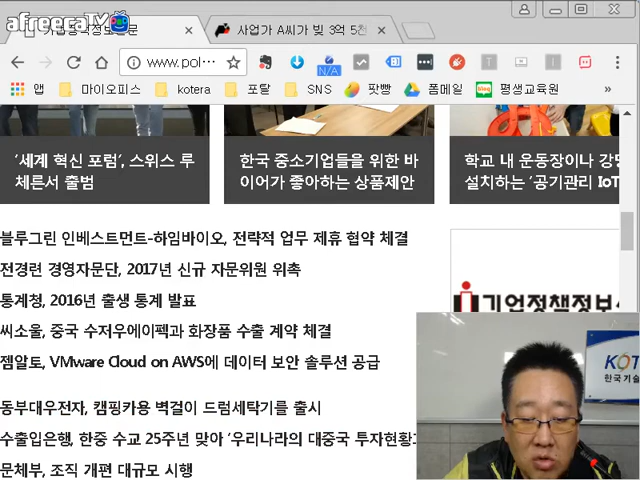 afreecaTV
사업가 A씨가 빚 3억 5천
www.pol···
N/A
앱
마이오피스
kotera
포탈
SNS
팟빵
폼메일
blog
평생교육원
»
'세계 혁신 포럼', 스위스 루
체른서 출범
한국 중소기업들을 위한 바
이어가 좋아하는 상품제안
학교 내 운동장이나 강당
설치하는 '공기관리 IoT
블루그린 인베스트먼트-하임바이오, 전략적 업무 제휴 협약 체결
전경련 경영자문단, 2017년 신규 자문위원 위촉
통계청, 2016년 출생 통계 발표
씨소울, 중국 수저우에이팩과 화장품 수출 계약 체결
젬알토, VMware Cloud on AWS에 데이터 보안 솔루션 공급
기업정책정보신
동부대우전자, 캠핑카용 벽걸이 드럼세탁기를 출시
수출입은행, 한중 수교 25주년 맞아 '우리나라의 대중국 투자현황
문체부, 조직 개편 대규모 시행
KOT
한국기술